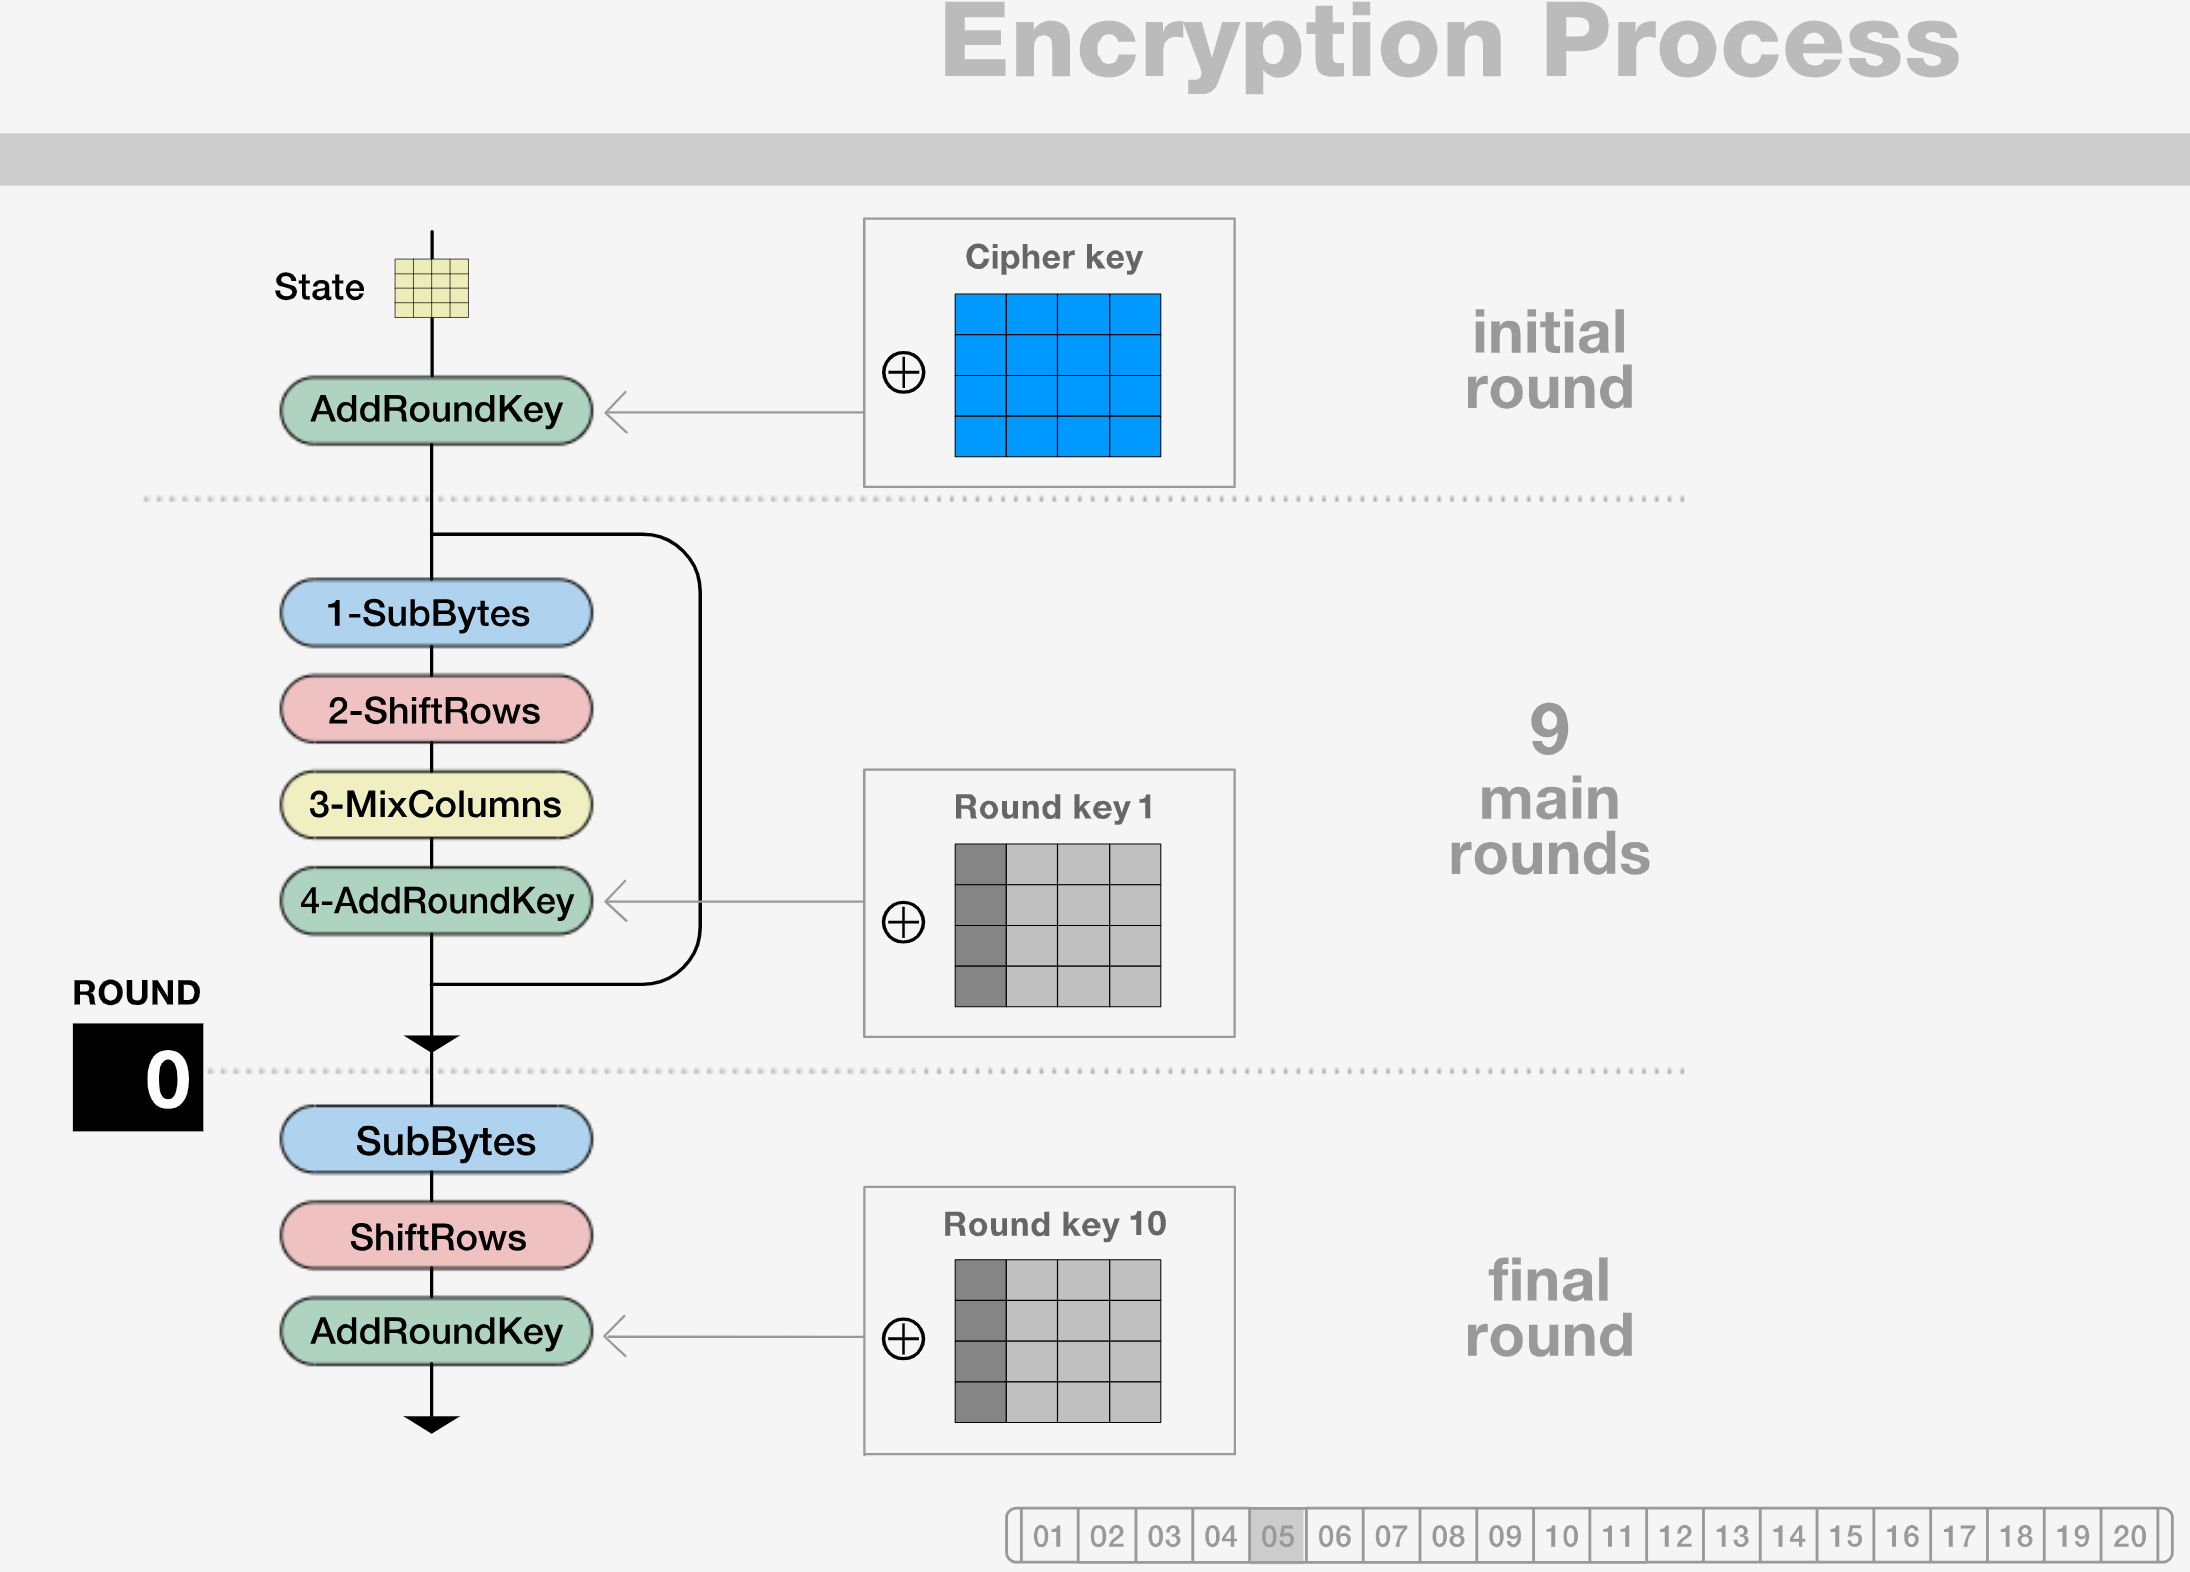 Encryption Process
State
Cipher key
initial
round
AddRoundKey
1-SubBytes
2-ShiftRows
3-MixColumns
4-AddRoundKey
Round key 1
9
main
rounds
ROUND
0
SubBytes
ShiftRows
AddRoundKey
Round key 10
final
round
01 02 03 04 05 06 07 08 09 10 11 12 13 14 15 16 17 18 19 20